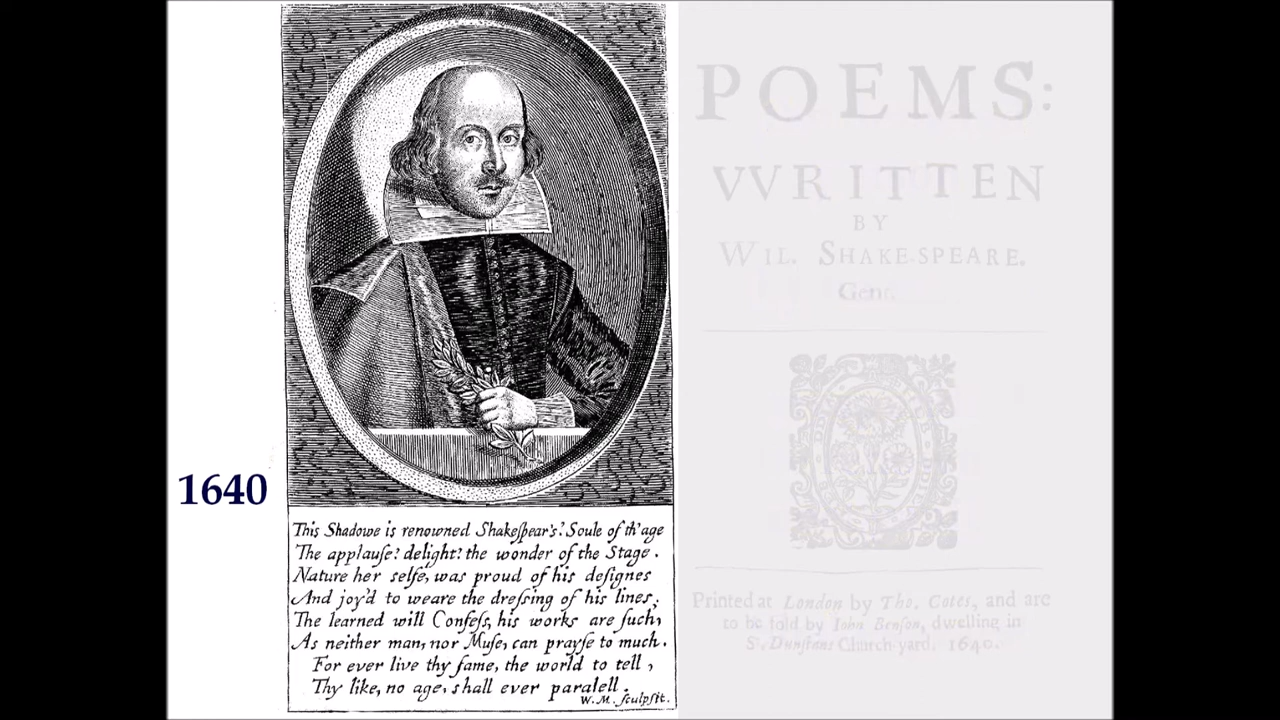 1640
This Shadowe is renowned Shakeſpear's? Soule of th'age
The applauſe? delight? the wonder of the Stage.
Nature her selfe, was proud of his deſignes
And joy'd to weare the dreſsing of his lines;
The learned will Confeſs, his works are ſuch,
As neither man, nor Muſe, can prayſe to much.
For ever live thy fame, the world to tell,
Thy like, no age, shall ever paralell.
W.M. ſculpſit.
POEMS:
VVRITTEN
BY
WIL. SHAKE-SPEARE.
Gent.
Printed at London by Tho. Cotes, and are
to be ſold by Iohn Benſon, dwelling in
St. Dunſtans Church-yard. 1640.